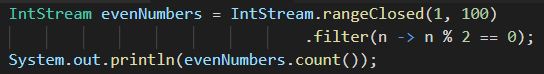 IntStream evenNumbers = IntStream.rangeClosed(1, 100)
.filter(n -> n % 2 == 0);
System.out.println(evenNumbers.count());